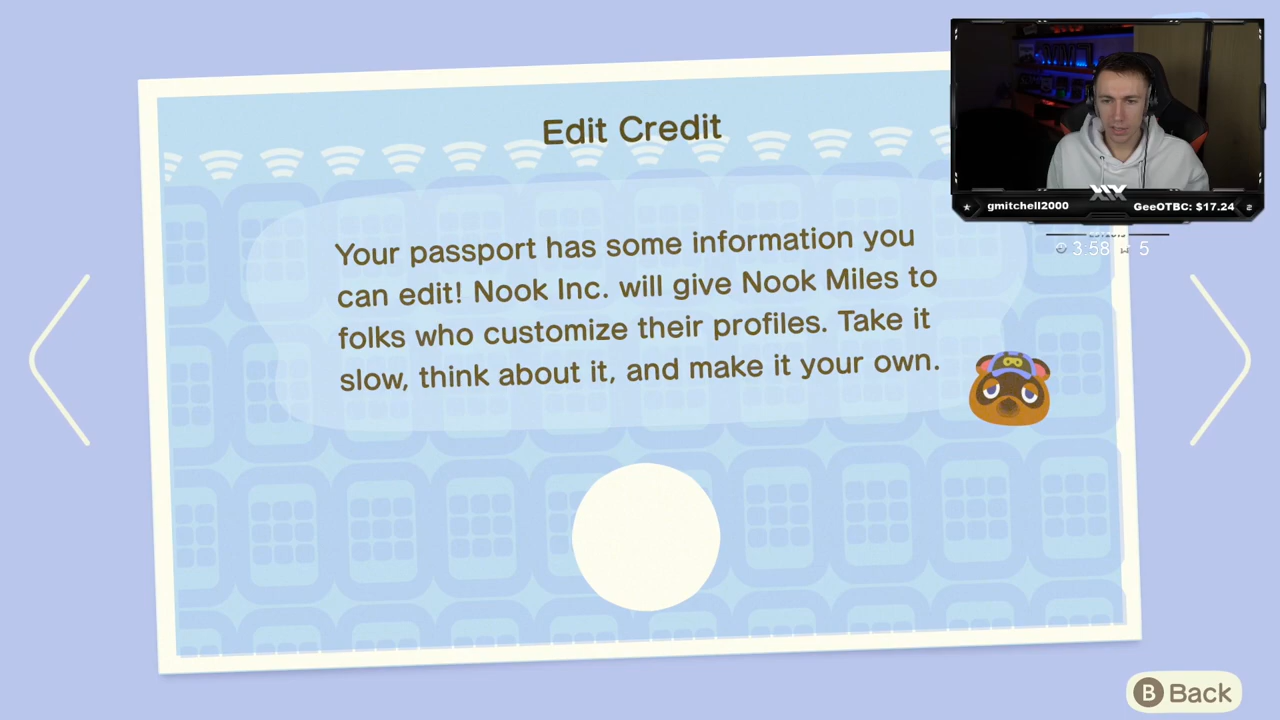 Edit Credit
Your passport has some information you
can edit! Nook Inc. will give Nook Miles to
folks who customize their profiles. Take it
slow, think about it, and make it your own.
gmitchell2000
GeeOTBC: $17.24
3:58
5
B Back